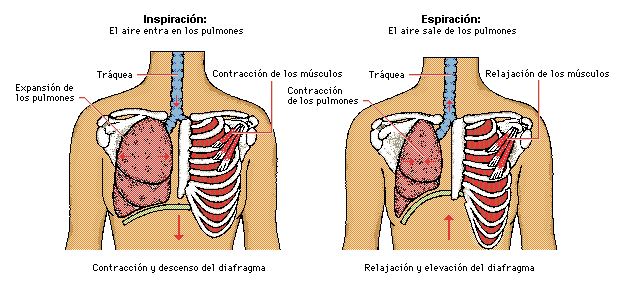 Inspiración:
El aire entra en los pulmones
Tráquea
Contracción de los músculos
Expansión de
los pulmones
Contracción y descenso del diafragma
Espiración:
El aire sale de los pulmones
Tráquea
Relajación de los músculos
Contracción
de los pulmones
Relajación y elevación del diafragma